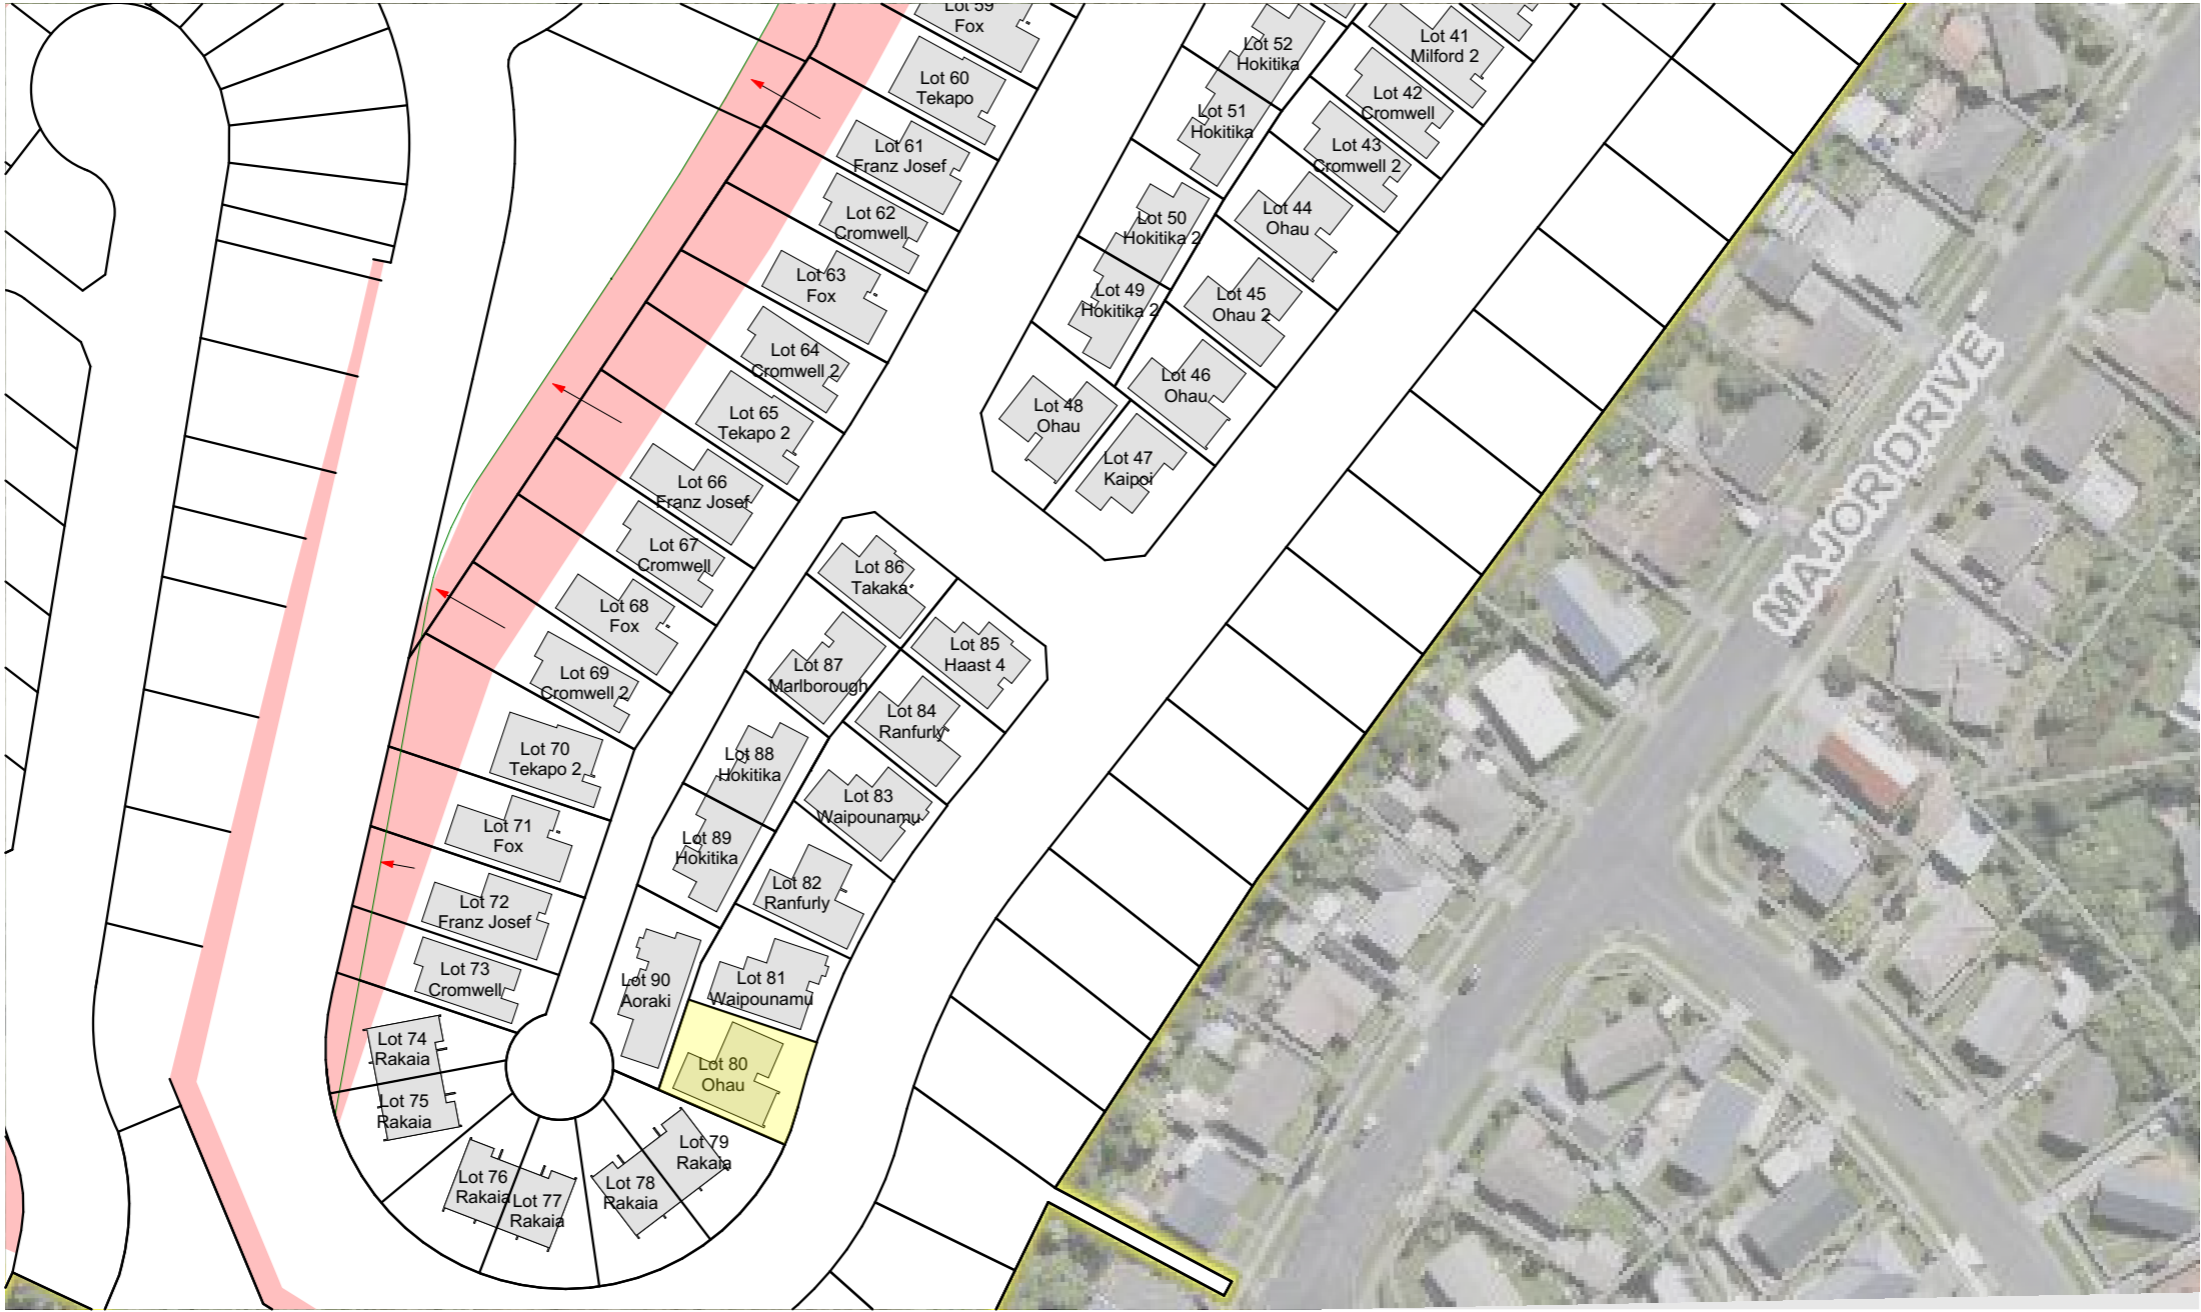 Lot 59
Fox
Lot 60
Tekapo
Lot 61
Franz Josef
Lot 62
Cromwell
Lot 63
Fox
Lot 64
Cromwell 2
Lot 65
Tekapo 2
Lot 66
Franz Josef
Lot 67
Cromwell
Lot 68
Fox
Lot 69
Cromwell 2
Lot 70
Tekapo 2
Lot 71
Fox
Lot 72
Franz Josef
Lot 73
Cromwell
Lot 74
Rakaia
Lot 75
Rakaia
Lot 76
Rakaia
Lot 77
Rakaia
Lot 78
Rakaia
Lot 79
Rakaia
Lot 80
Ohau
Lot 81
Waipounamu
Lot 82
Ranfurly
Lot 83
Waipounamu
Lot 84
Ranfurly
Lot 85
Haast 4
Lot 86
Takaka
Lot 87
Marlborough
Lot 88
Hokitika
Lot 89
Hokitika
Lot 90
Aoraki
Lot 52
Hokitika
Lot 51
Hokitika
Lot 50
Hokitika 2
Lot 49
Hokitika 2
Lot 48
Ohau
Lot 47
Kaipoi
Lot 46
Ohau
Lot 45
Ohau 2
Lot 44
Ohau
Lot 43
Cromwell 2
Lot 42
Cromwell
Lot 41
Milford 2
MAJOR DRIVE